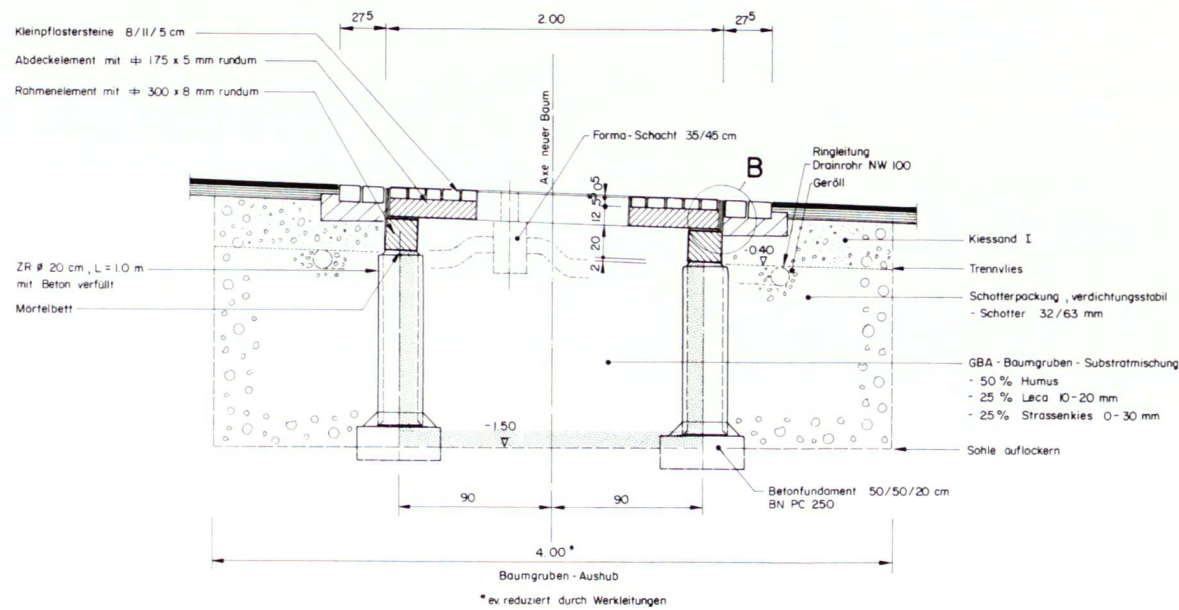 27⁵
2.00
27⁵
Kleinpflastersteine 8/11/5 cm
Abdeckelement mit ⌽ 175 x 5 mm rundum
Rahmenelement mit ⌽ 300 x 8 mm rundum
Axe neuer Baum
Forma-Schacht 35/45 cm
B
Ringleitung
Drainrohr NW 100
Geröll
0⁵
5
12⁵
20
2
-0.40
Kiessand I
Trennvlies
ZR ø 20 cm, L = 1.0 m
mit Beton verfüllt
Mörtelbett
Schotterpackung, verdichtungsstabil
- Schotter 32/63 mm
GBA-Baumgruben-Substratmischung
- 50% Humus
- 25% Leca 10-20 mm
- 25% Strassenkies 0-30 mm
-1.50
Sohle auflockern
Betonfundament 50/50/20 cm
BN PC 250
90
90
4.00*
Baumgruben-Aushub
* ev. reduziert durch Werkleitungen